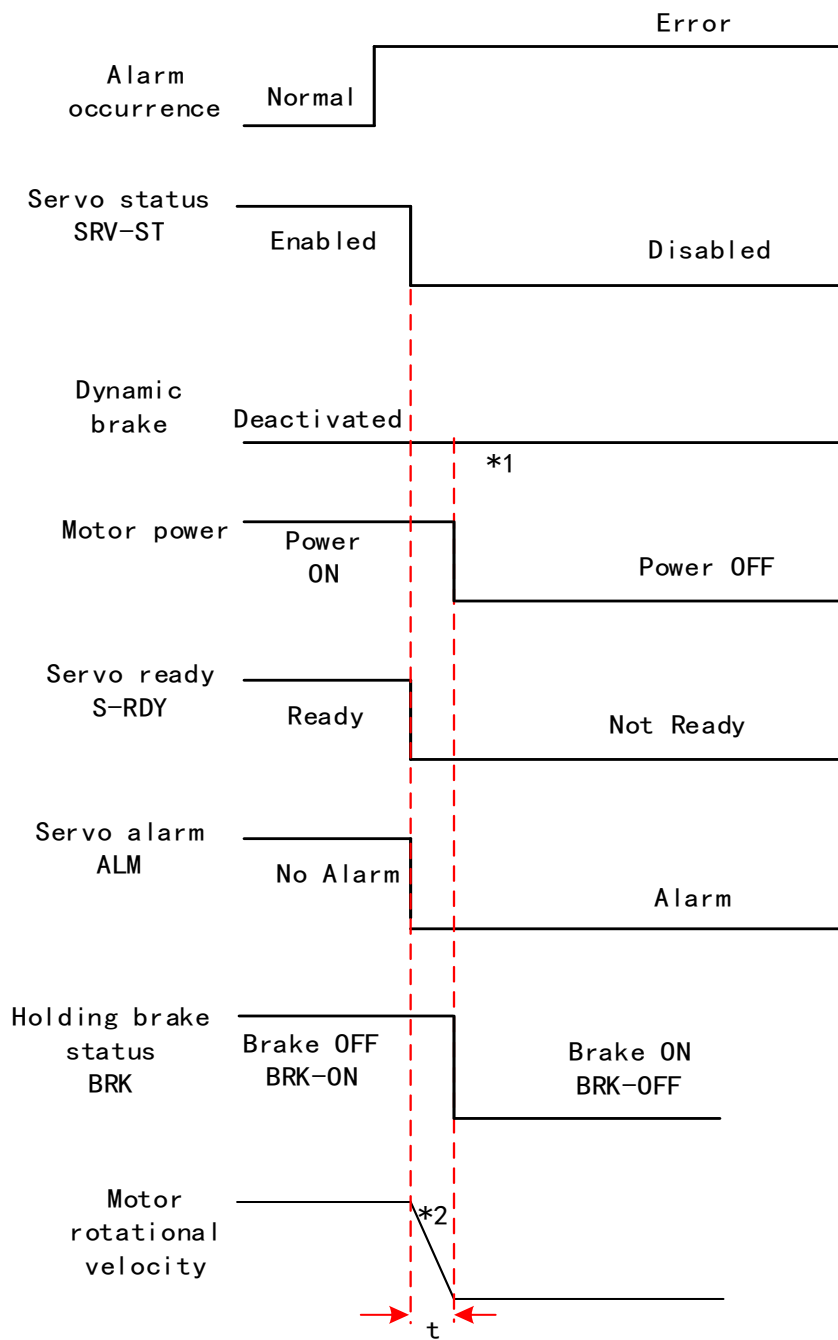 Error
Alarm
occurrence
Normal
Servo status
SRV-ST
Enabled
Disabled
Dynamic
brake
Deactivated
*1
Motor power
Power
ON
Power OFF
Servo ready
S-RDY
Ready
Not Ready
Servo alarm
ALM
No Alarm
Alarm
Holding brake
status
BRK
Brake OFF
BRK-ON
Brake ON
BRK-OFF
Motor
rotational
velocity
*2
t